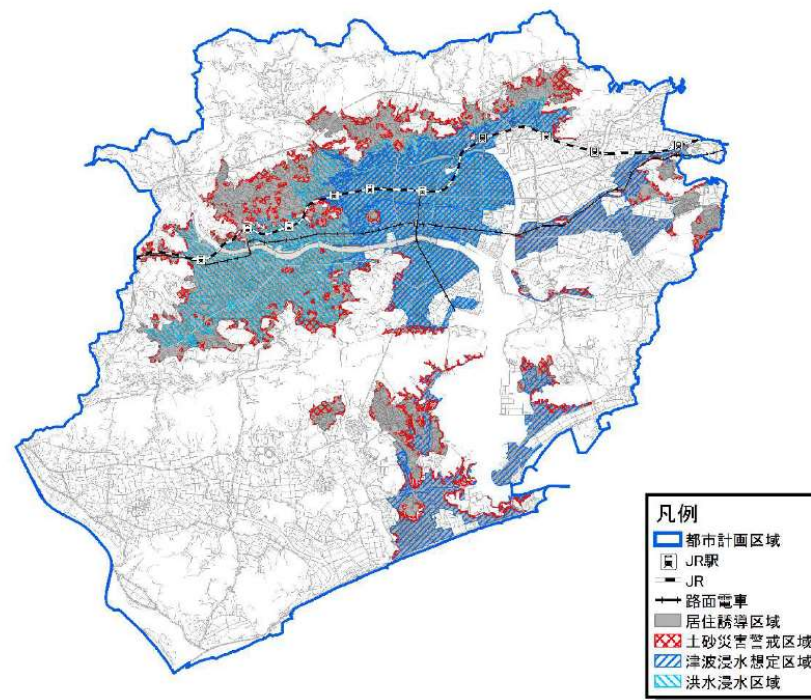 凡例
都市計画区域
JR駅
JR
路面電車
居住誘導区域
土砂災害警戒区域
津波浸水想定区域
洪水浸水区域